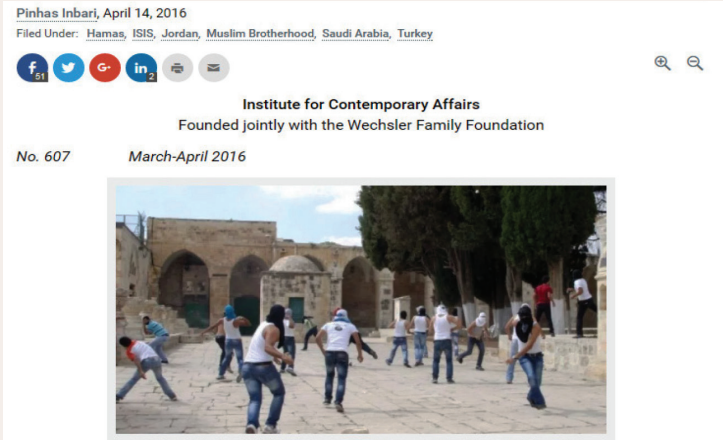 Pinhas Inbari, April 14, 2016
Filed Under: Hamas, ISIS, Jordan, Muslim Brotherhood, Saudi Arabia, Turkey
f 51 G+ in 2
Institute for Contemporary Affairs
Founded jointly with the Wechsler Family Foundation
No. 607 March-April 2016